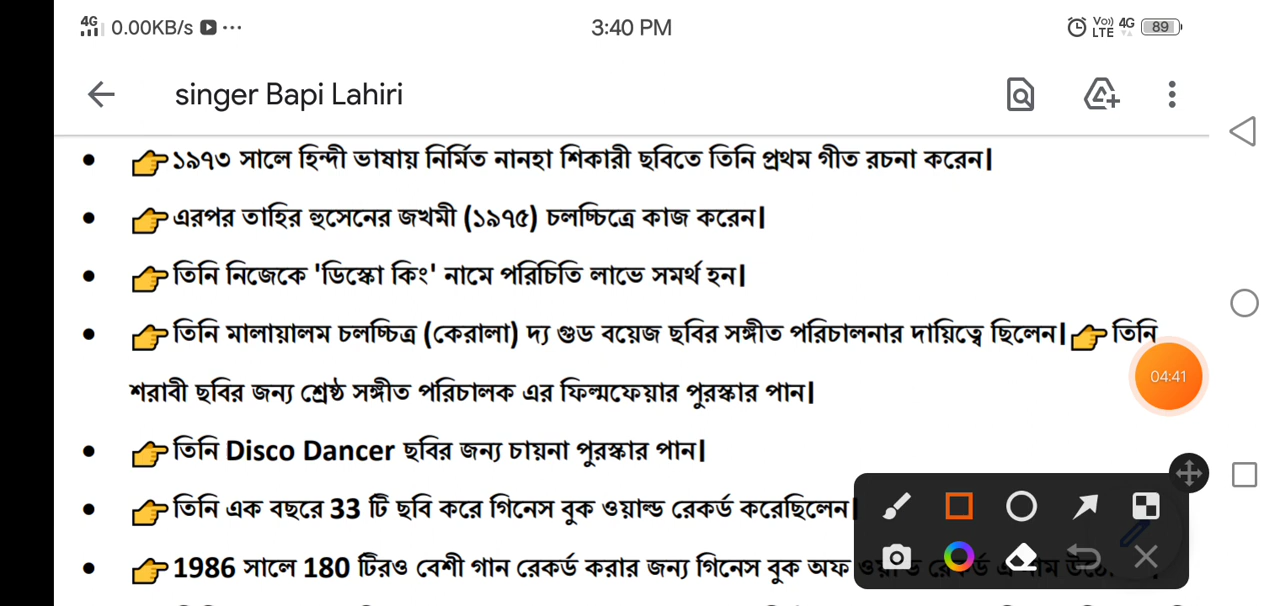 4G 0.00KB/s ... 3:40 PM Vo)) LTE 4G 89
singer Bapi Lahiri
• 👉১৯৭৩ সালে হিন্দী ভাষায় নির্মিত নানহা শিকারী ছবিতে তিনি প্রথম গীত রচনা করেন|
• 👉এরপর তাহির হুসেনের জখমী (১৯৭৫) চলচ্চিত্রে কাজ করেন|
• 👉তিনি নিজেকে 'ডিস্কো কিং' নামে পরিচিতি লাভে সমর্থ হন|
• 👉তিনি মালায়ালম চলচ্চিত্র (কেরালা) দ্য গুড বয়েজ ছবির সঙ্গীত পরিচালনার দায়িত্বে ছিলেন|👉তিনি
04:41
শরাবী ছবির জন্য শ্রেষ্ঠ সঙ্গীত পরিচালক এর ফিল্মফেয়ার পুরস্কার পান|
• 👉তিনি Disco Dancer ছবির জন্য চায়না পুরস্কার পান|
• 👉তিনি এক বছরে 33 টি ছবি করে গিনেস বুক ওয়াল্ড রেকর্ড করেছিলেন|
• 👉1986 সালে 180 টিরও বেশী গান রেকর্ড করার জন্য গিনেস বুক অফ